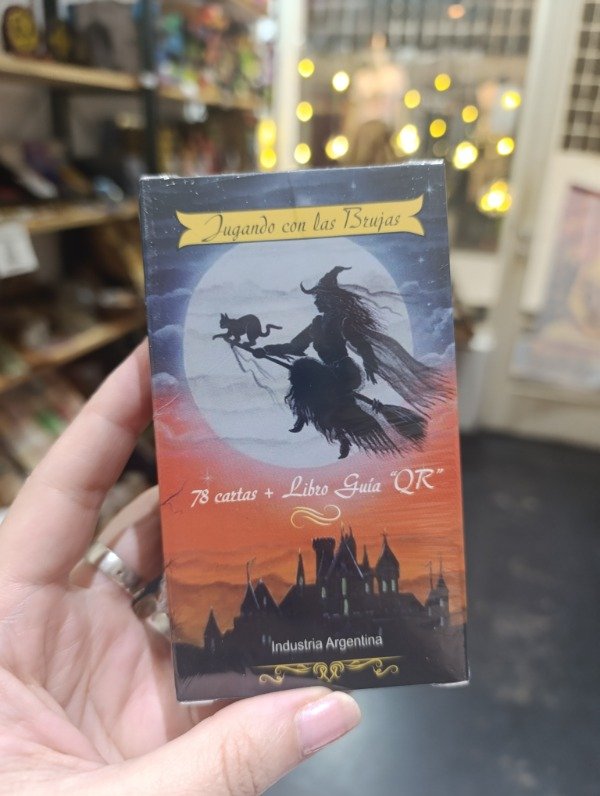 Jugando con las Brujas
78 cartas + Libro Guía "QR"
Industria Argentina